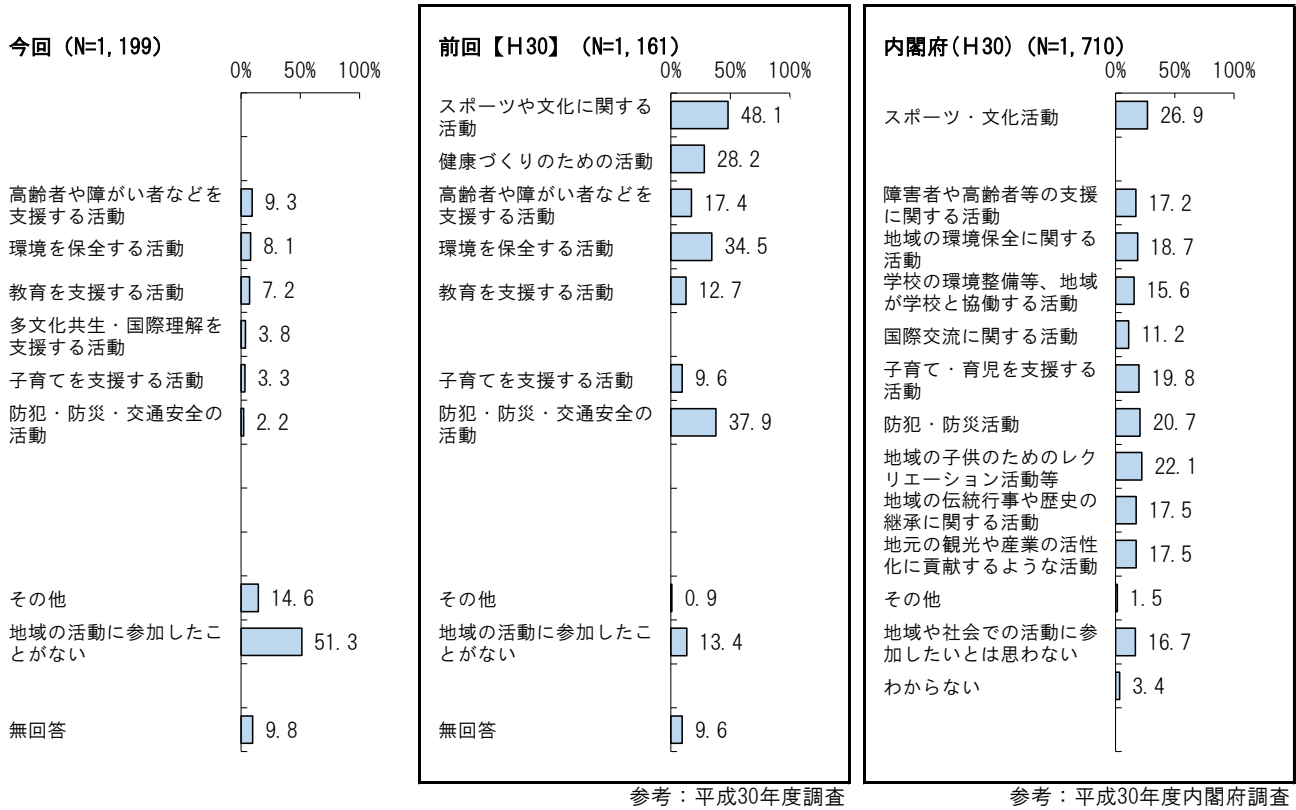 今回（N=1,199）
0% 50% 100%
高齢者や障がい者などを
支援する活動
9.3
環境を保全する活動
8.1
教育を支援する活動
7.2
多文化共生・国際理解を
支援する活動
3.8
子育てを支援する活動
3.3
防犯・防災・交通安全の
活動
2.2
その他
14.6
地域の活動に参加したこ
とがない
51.3
無回答
9.8
前回【H30】（N=1,161）
0% 50% 100%
スポーツや文化に関する
活動
48.1
健康づくりのための活動
28.2
高齢者や障がい者などを
支援する活動
17.4
環境を保全する活動
34.5
教育を支援する活動
12.7
子育てを支援する活動
9.6
防犯・防災・交通安全の
活動
37.9
その他
0.9
地域の活動に参加したこ
とがない
13.4
無回答
9.6
参考：平成30年度調査
内閣府(H30)（N=1,710）
0% 50% 100%
スポーツ・文化活動
26.9
障害者や高齢者等の支援
に関する活動
17.2
地域の環境保全に関する
活動
18.7
学校の環境整備等、地域
が学校と協働する活動
15.6
国際交流に関する活動
11.2
子育て・育児を支援する
活動
19.8
防犯・防災活動
20.7
地域の子供のためのレク
リエーション活動等
22.1
地域の伝統行事や歴史の
継承に関する活動
17.5
地元の観光や産業の活性
化に貢献するような活動
17.5
その他
1.5
地域や社会での活動に参
加したいとは思わない
16.7
わからない
3.4
参考：平成30年度内閣府調査